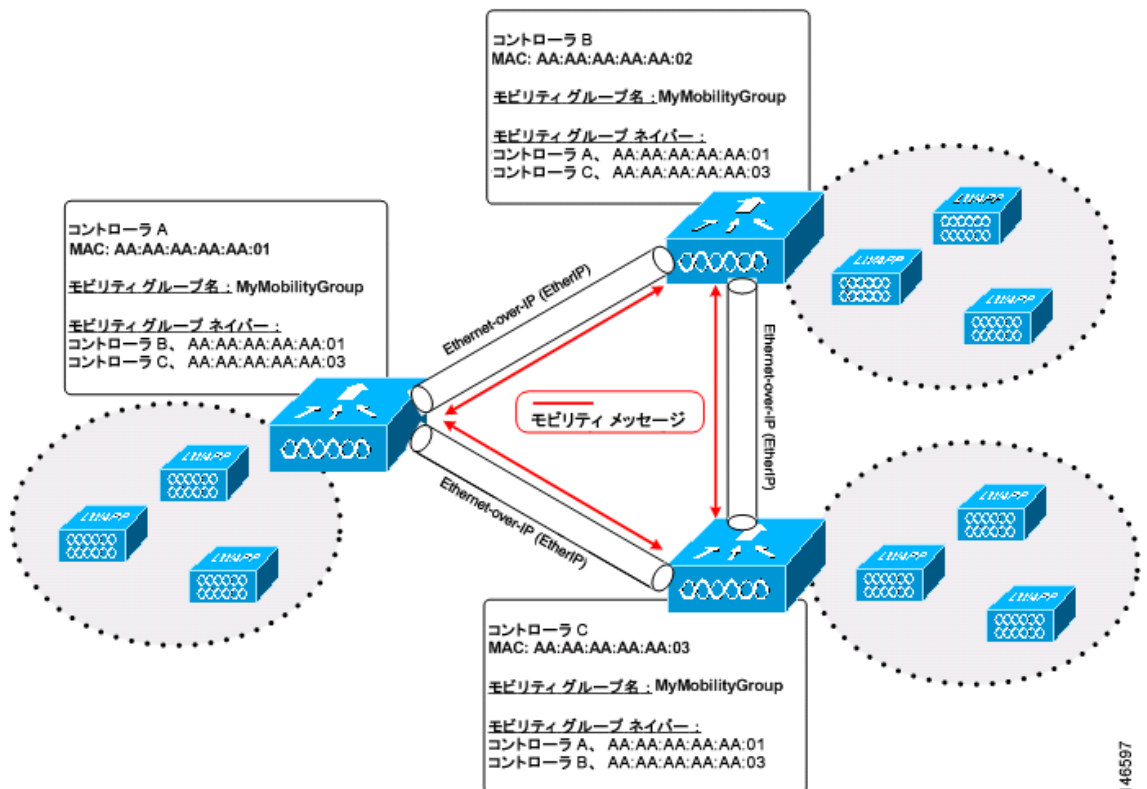 コントローラ B
MAC: AA:AA:AA:AA:AA:02
モビリティ グループ名 : MyMobilityGroup
モビリティ グループ ネイバー :
コントローラ A、 AA:AA:AA:AA:AA:01
コントローラ C、 AA:AA:AA:AA:AA:03
コントローラ A
MAC: AA:AA:AA:AA:AA:01
モビリティ グループ名 : MyMobilityGroup
モビリティ グループ ネイバー :
コントローラ B、 AA:AA:AA:AA:AA:01
コントローラ C、 AA:AA:AA:AA:AA:03
LWAPP
LWAPP
LWAPP
Ethernet-over-IP (EtherIP)
Ethernet-over-IP (EtherIP)
モビリティ メッセージ
LWAPP
LWAPP
LWAPP
Ethernet-over-IP (EtherIP)
LWAPP
LWAPP
LWAPP
コントローラ C
MAC: AA:AA:AA:AA:AA:03
モビリティ グループ名 : MyMobilityGroup
モビリティ グループ ネイバー :
コントローラ A、 AA:AA:AA:AA:AA:01
コントローラ B、 AA:AA:AA:AA:AA:03
146597